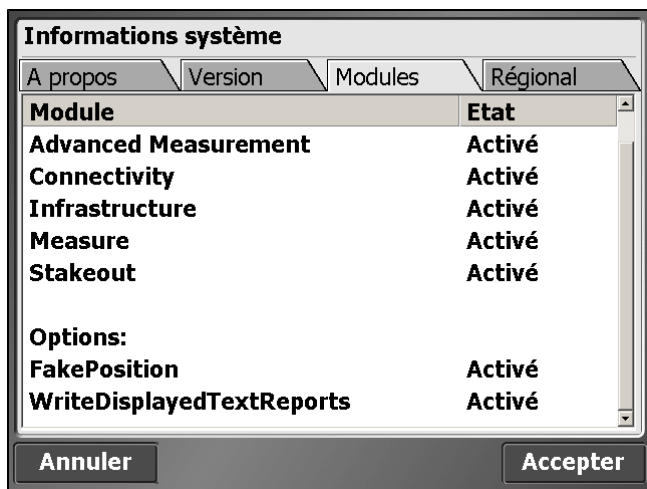 Informations système
A propos Version Modules Régional
Module Etat
Advanced Measurement Activé
Connectivity Activé
Infrastructure Activé
Measure Activé
Stakeout Activé
Options:
FakePosition Activé
WriteDisplayedTextReports Activé
Annuler Accepter